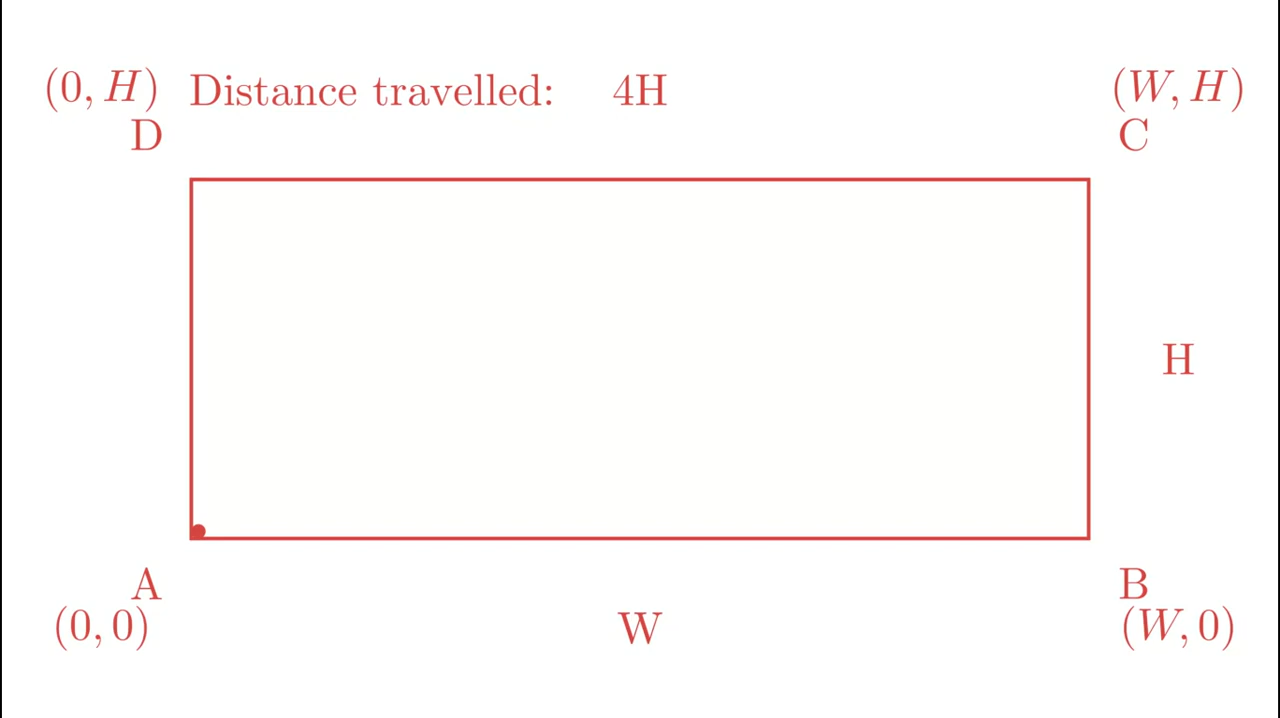 (0, H) Distance travelled: 4H (W, H)
D C
H
A B
(0, 0) W (W, 0)